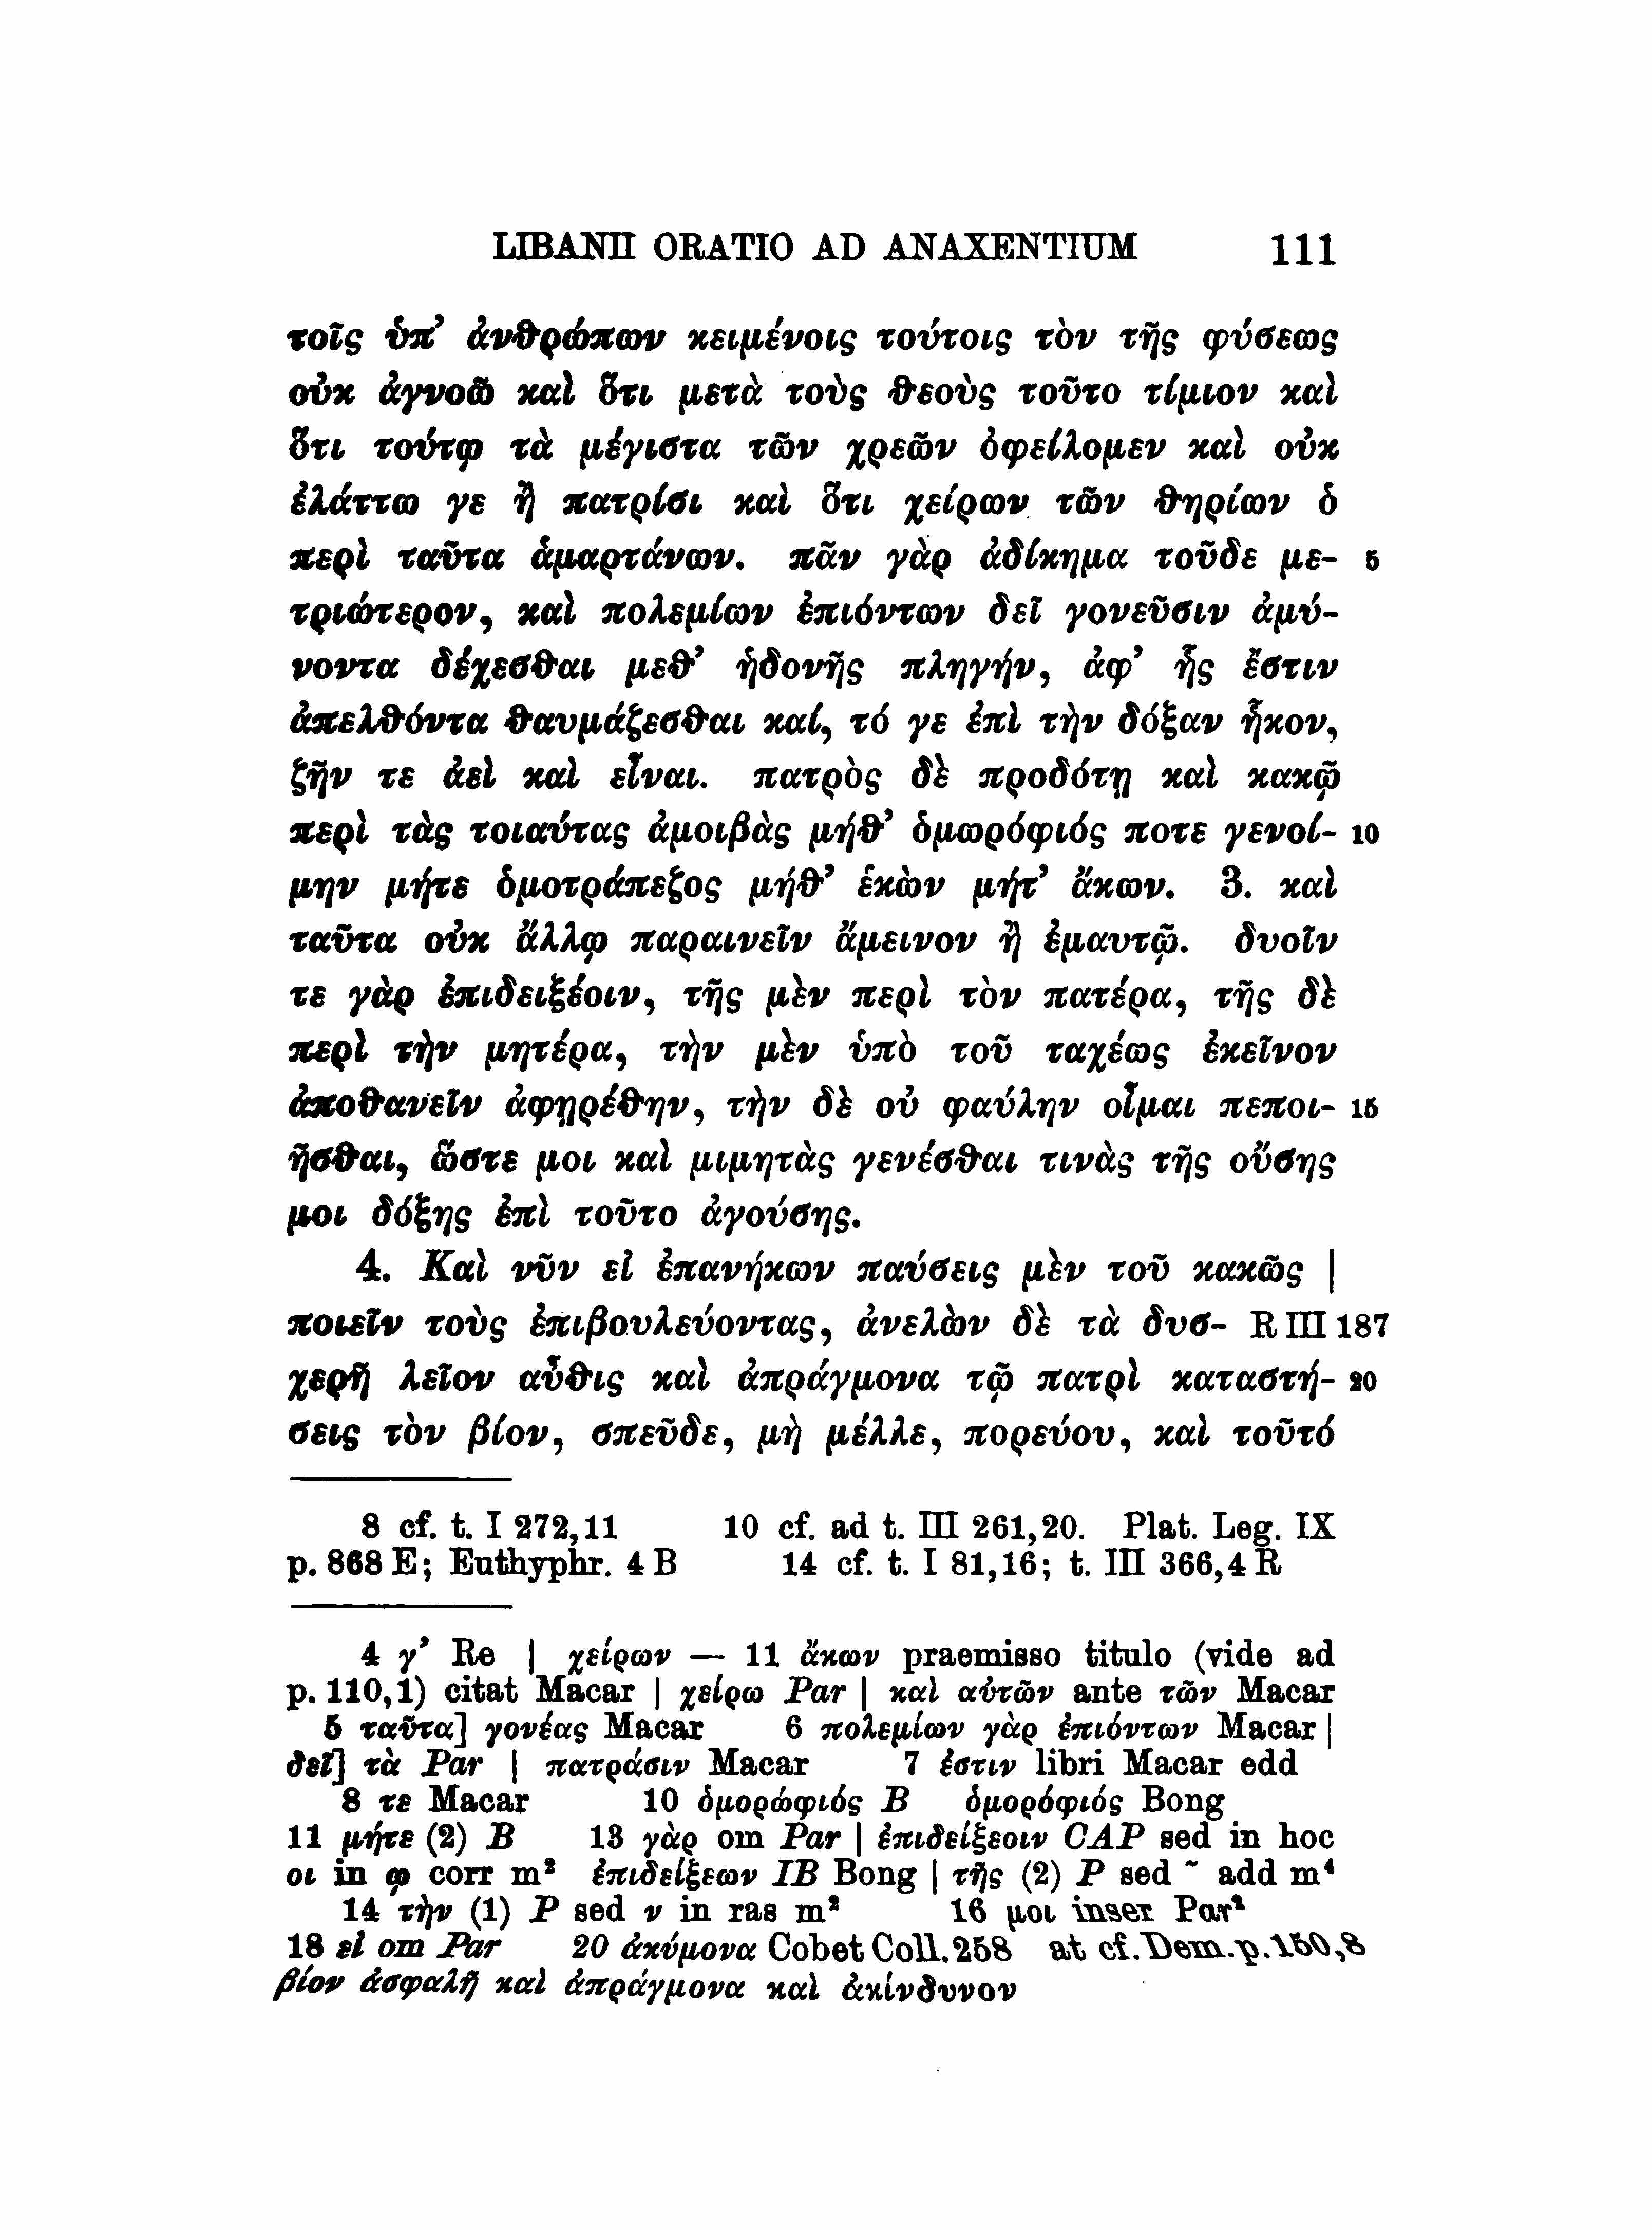 LIBANII ORATIO AD ANAXENTIUM 111
τοῖς ὑπ’ ἀνθρώπων κειμένοις τούτοις τὸν τῆς φύσεως
οὐκ ἀγνοῶ καὶ ὅτι μετὰ τοὺς θεοὺς τοῦτο τίμιον καὶ
ὅτι τούτῳ τὰ μέγιστα τῶν χρεῶν ὀφείλομεν καὶ οὐκ
ἐλάττω γε ἢ πατρίσι καὶ ὅτι χείρων τῶν θηρίων ὁ
περὶ ταῦτα ἁμαρτάνων. πᾶν γὰρ ἀδίκημα τοῦδε με- 5
τριώτερον, καὶ πολεμίων ἐπιόντων δεῖ γονεῦσιν ἀμύ-
νοντα δέχεσθαι μεθ’ ἡδονῆς πληγήν, ἀφ’ ἧς ἔστιν
ἀπελθόντα θαυμάζεσθαι καί, τό γε ἐπὶ τὴν δόξαν ἧκον,
ζῆν τε ἀεὶ καὶ εἶναι. πατρὸς δὲ προδότῃ καὶ κακῷ
περὶ τὰς τοιαύτας ἀμοιβὰς μήθ’ ὁμωρόφιός ποτε γενοί- 10
μην μήτε ὁμοτράπεζος μήθ’ ἑκὼν μήτ’ ἄκων. 3. καὶ
ταῦτα οὐκ ἄλλῳ παραινεῖν ἄμεινον ἢ ἐμαυτῷ. δυοῖν
τε γὰρ ἐπιδειξέοιν, τῆς μὲν περὶ τὸν πατέρα, τῆς δὲ
περὶ τὴν μητέρα, τὴν μὲν ὑπὸ τοῦ ταχέως ἐκεῖνον
ἀποθανεῖν ἀφῃρέθην, τὴν δὲ οὐ φαύλην οἶμαι πεποι- 15
ῆσθαι, ὥστε μοι καὶ μιμητὰς γενέσθαι τινὰς τῆς οὔσης
μοι δόξης ἐπὶ τοῦτο ἀγούσης.
4. Καὶ νῦν εἰ ἐπανήκων παύσεις μὲν τοῦ κακῶς |
ποιεῖν τοὺς ἐπιβουλεύοντας, ἀνελὼν δὲ τὰ δυσ- R III 187
χερῆ λεῖον αὖθις καὶ ἀπράγμονα τῷ πατρὶ καταστή- 20
σεις τὸν βίον, σπεῦδε, μὴ μέλλε, πορεύου, καὶ τοῦτό
8 cf. t. I 272,11 10 cf. ad t. III 261,20. Plat. Leg. IX
p. 868 E; Euthyphr. 4 B 14 cf. t. I 81,16; t. III 366,4 R
4 γ’ Re | χείρων — 11 ἄκων praemisso titulo (vide ad
p. 110,1) citat Macar | χείρω Par | καὶ αὐτῶν ante τῶν Macar
5 ταῦτα] γονέας Macar 6 πολεμίων γὰρ ἐπιόντων Macar |
δεῖ] τὰ Par | πατράσιν Macar 7 ἐστιν libri Macar edd
8 τε Macar 10 ὁμορώφιός B ὁμορόφιός Bong
11 μήτε (2) B 13 γὰρ om Par | ἐπιδείξεοιν CAP sed in hoc
οι in ῳ corr m² ἐπιδείξεων IB Bong | τῆς (2) P sed ῀ add m⁴
14 τὴν (1) P sed ν in ras m² 16 μοι inser Par²
18 εἰ om Par 20 ἀκύμονα Cobet Coll. 258 at cf. Dem. p. 150,8
βίον ἀσφαλῆ καὶ ἀπράγμονα καὶ ἀκίνδυνον